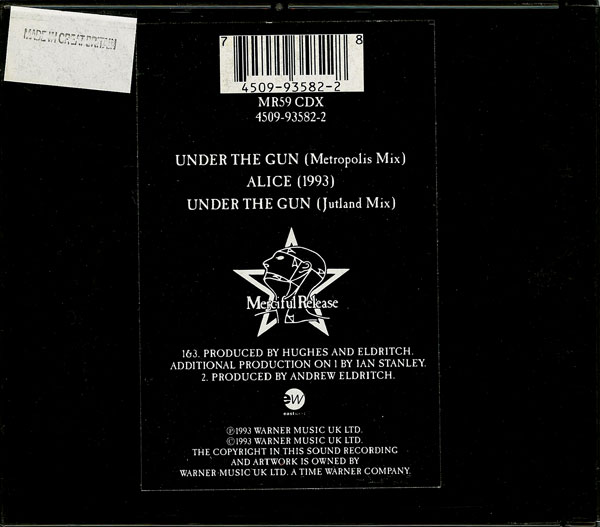 MADE IN GREAT BRITAIN
7 8
4509-93582-2
MR59 CDX
4509-93582-2
UNDER THE GUN (Metropolis Mix)
ALICE (1993)
UNDER THE GUN (Jutland Mix)
Merciful Release
1&3. PRODUCED BY HUGHES AND ELDRITCH.
ADDITIONAL PRODUCTION ON 1 BY IAN STANLEY.
2. PRODUCED BY ANDREW ELDRITCH.
ew
℗1993 WARNER MUSIC UK LTD.
©1993 WARNER MUSIC UK LTD.
THE COPYRIGHT IN THIS SOUND RECORDING
AND ARTWORK IS OWNED BY
WARNER MUSIC UK LTD. A TIME WARNER COMPANY.